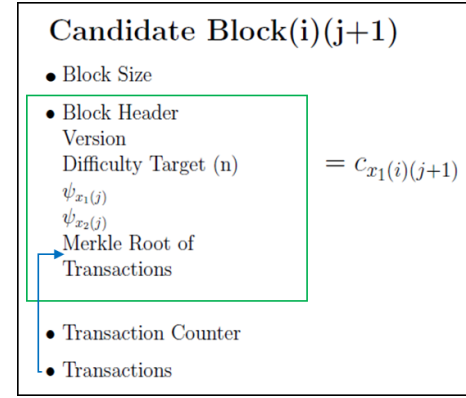 Candidate Block(i)(j+1)
• Block Size
• Block Header
Version
Difficulty Target (n)
ψ_{x_1(j)}
ψ_{x_2(j)}
Merkle Root of
Transactions
= c_{x_1(i)(j+1)}
• Transaction Counter
• Transactions